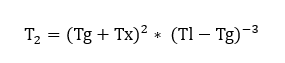 T₂ = (Tg + Tx)² * (Tl − Tg)⁻³